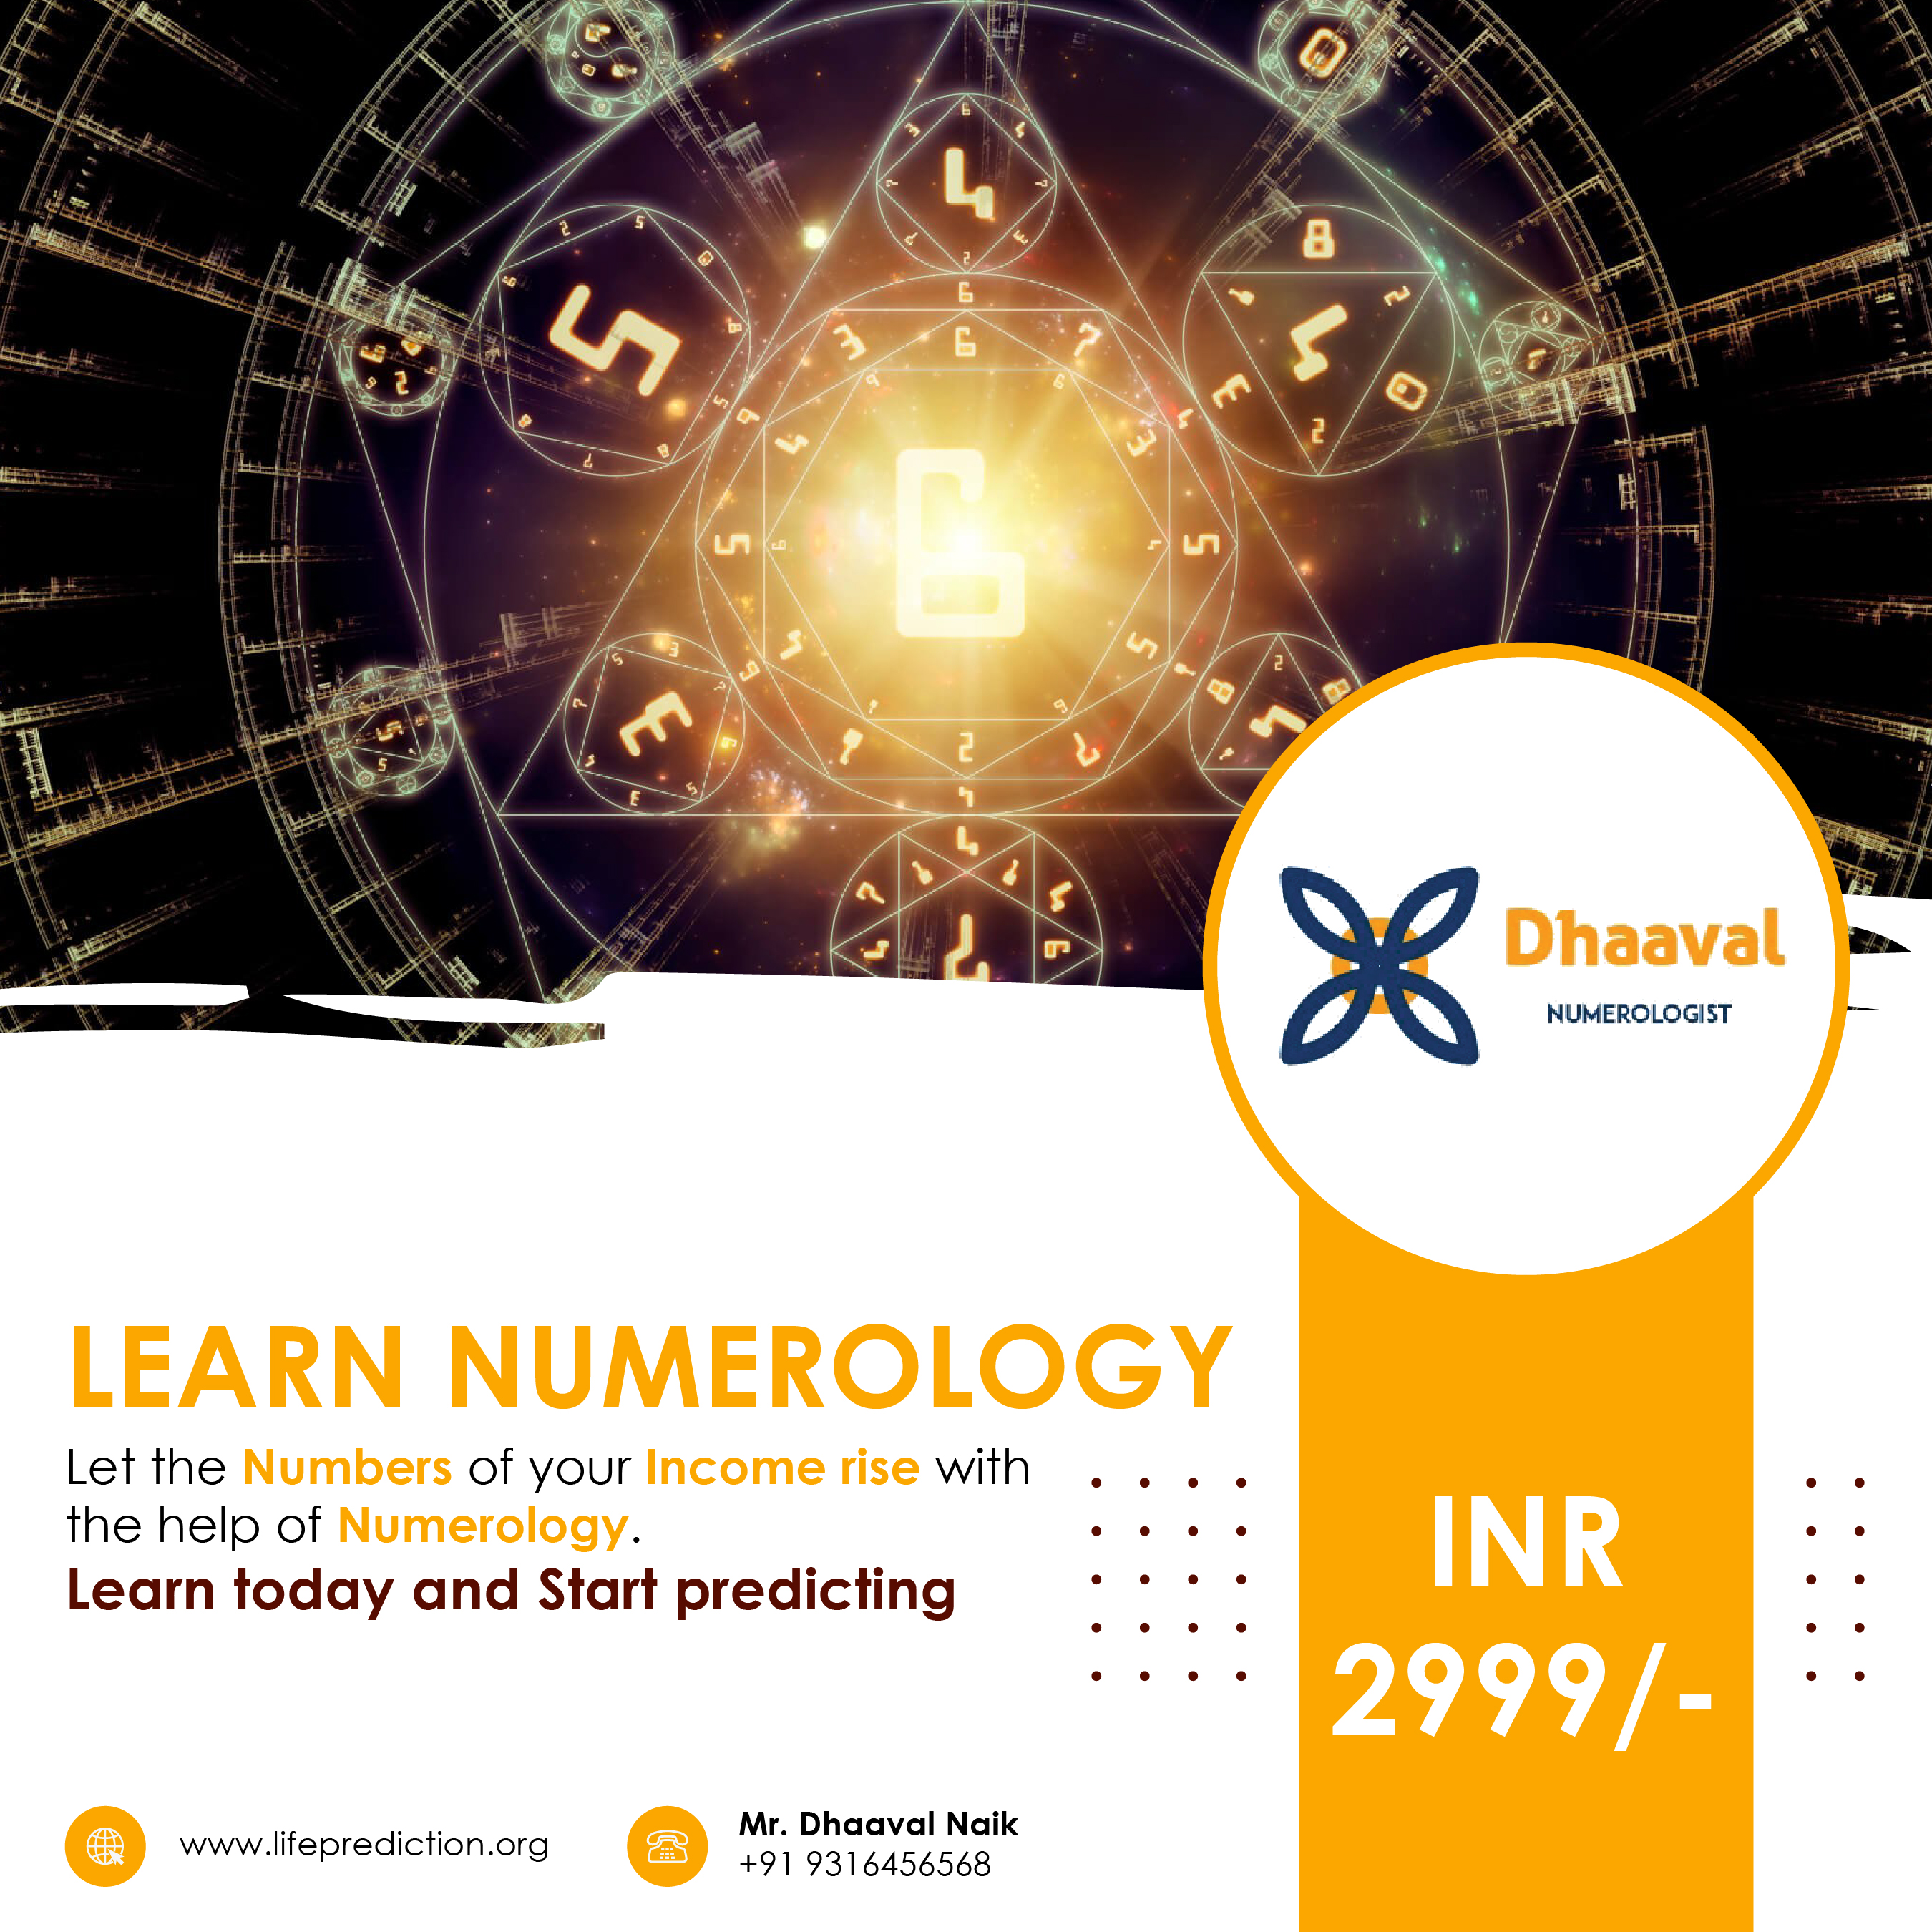 Dhaaval
NUMEROLOGIST
LEARN NUMEROLOGY
Let the Numbers of your Income rise with
the help of Numerology.
Learn today and Start predicting
INR
2999/-
www.lifeprediction.org
Mr. Dhaaval Naik
+91 9316456568